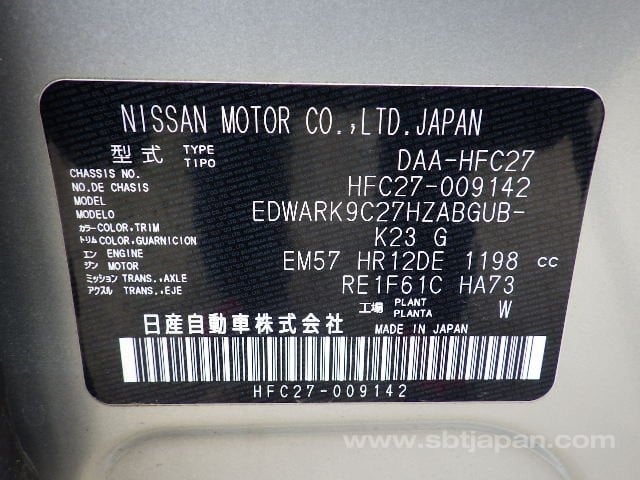 NISSAN MOTOR CO.,LTD.JAPAN
型式 TYPE TIPO DAA-HFC27
CHASSIS NO. NO.DE CHASIS HFC27-009142
MODEL MODELO EDWARK9C27HZABGUB-
カラー COLOR,TRIM トリム COLOR,GUARNICION K23 G
エンジン ENGINE MOTOR EM57 HR12DE 1198 cc
ミッション アクスル TRANS.,AXLE TRANS.,EJE RE1F61C HA73
工場 PLANT PLANTA W
日産自動車株式会社 MADE IN JAPAN
HFC27-009142
www.sbtjapan.com